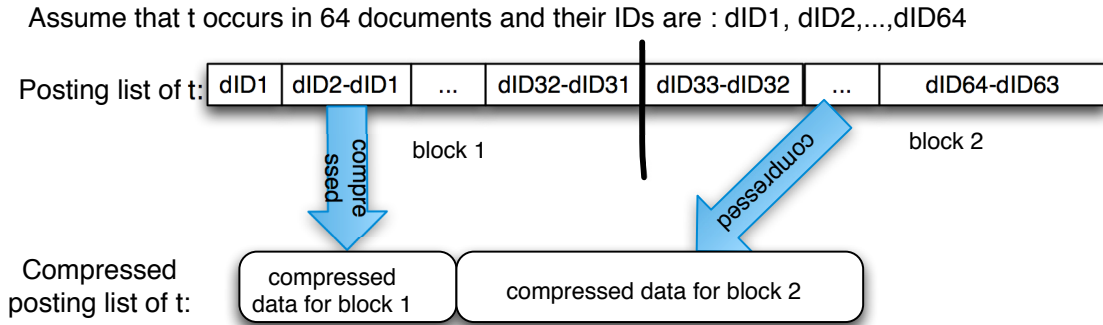 Assume that t occurs in 64 documents and their IDs are : dID1, dID2,...,dID64
Posting list of t: dID1 dID2-dID1 ... dID32-dID31 dID33-dID32 ... dID64-dID63
block 1 block 2
compre
ssed
compressed
Compressed
posting list of t:
compressed
data for block 1
compressed data for block 2